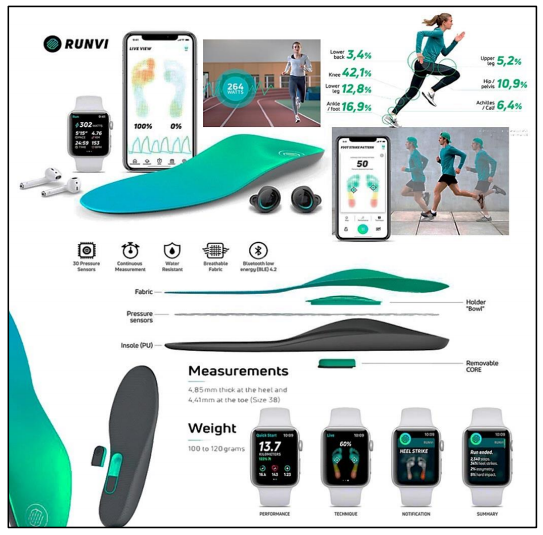 RUNVI
LIVE VIEW
100% 0%
302 WATTS
5'15" 4.76
24:59 153
264
WATTS
Lower back 3,4%
Knee 42,1%
Lower leg 12,8%
Ankle / foot 16,9%
Upper leg 5,2%
Hip / pelvis 10,9%
Achilles / Calf 6,4%
FOOT STRIKE PATTERN
50
30 Pressure
Sensors
Continuous
Measurement
Water
Resistant
Breathable
Fabric
Bluetooth low
energy (BLE) 4.2
Fabric
Holder
"Bowl"
Pressure
sensors
Insole (PU)
Removable
CORE
Measurements
4,85mm thick at the heel and
4,41mm at the toe (Size 38)
Weight
100 to 120grams
Quick Start 10:09
13.7
KILOMETERS
Live 10:09
60%
10:09
HEEL STRIKE
10:09
Run ended.
PERFORMANCE
TECHNIQUE
NOTIFICATION
SUMMARY